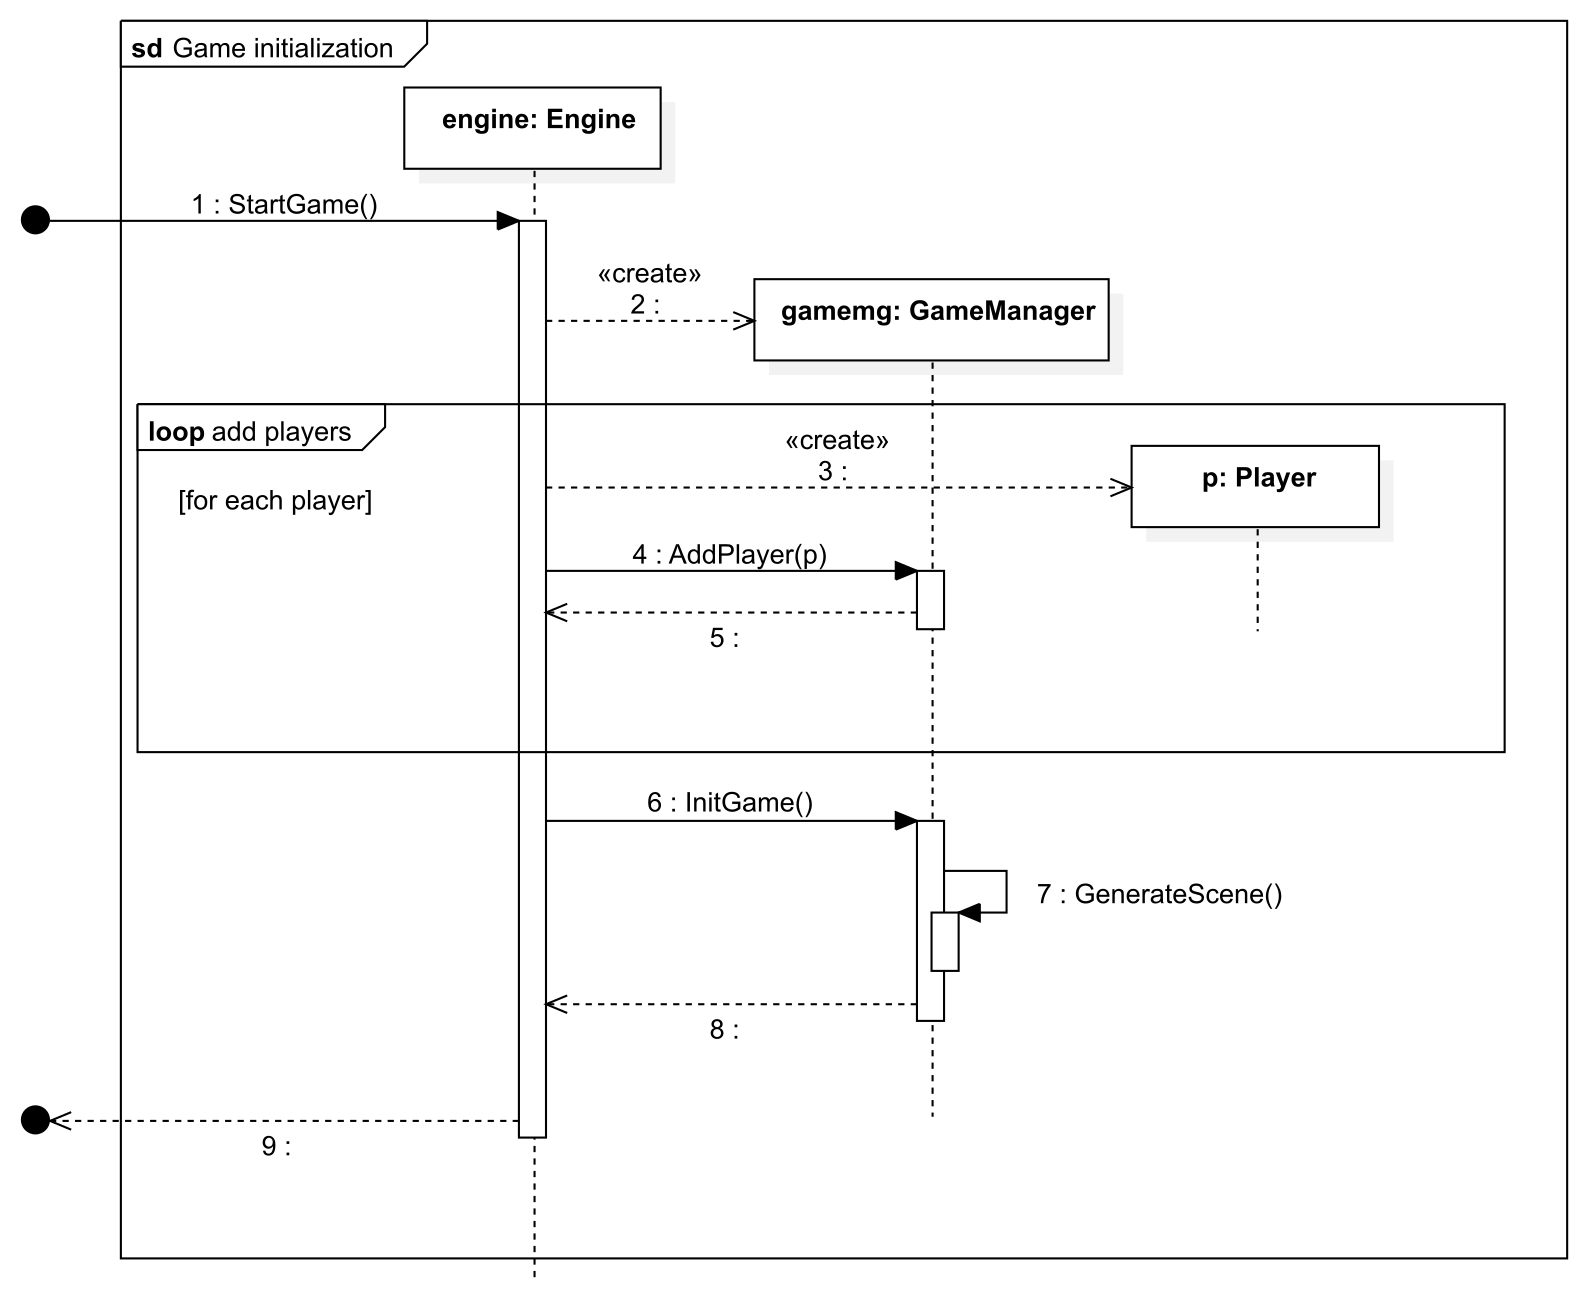 sd Game initialization
engine: Engine
1 : StartGame()
«create»
2 :
gamemg: GameManager
loop add players
«create»
3 :
p: Player
[for each player]
4 : AddPlayer(p)
5 :
6 : InitGame()
7 : GenerateScene()
8 :
9 :